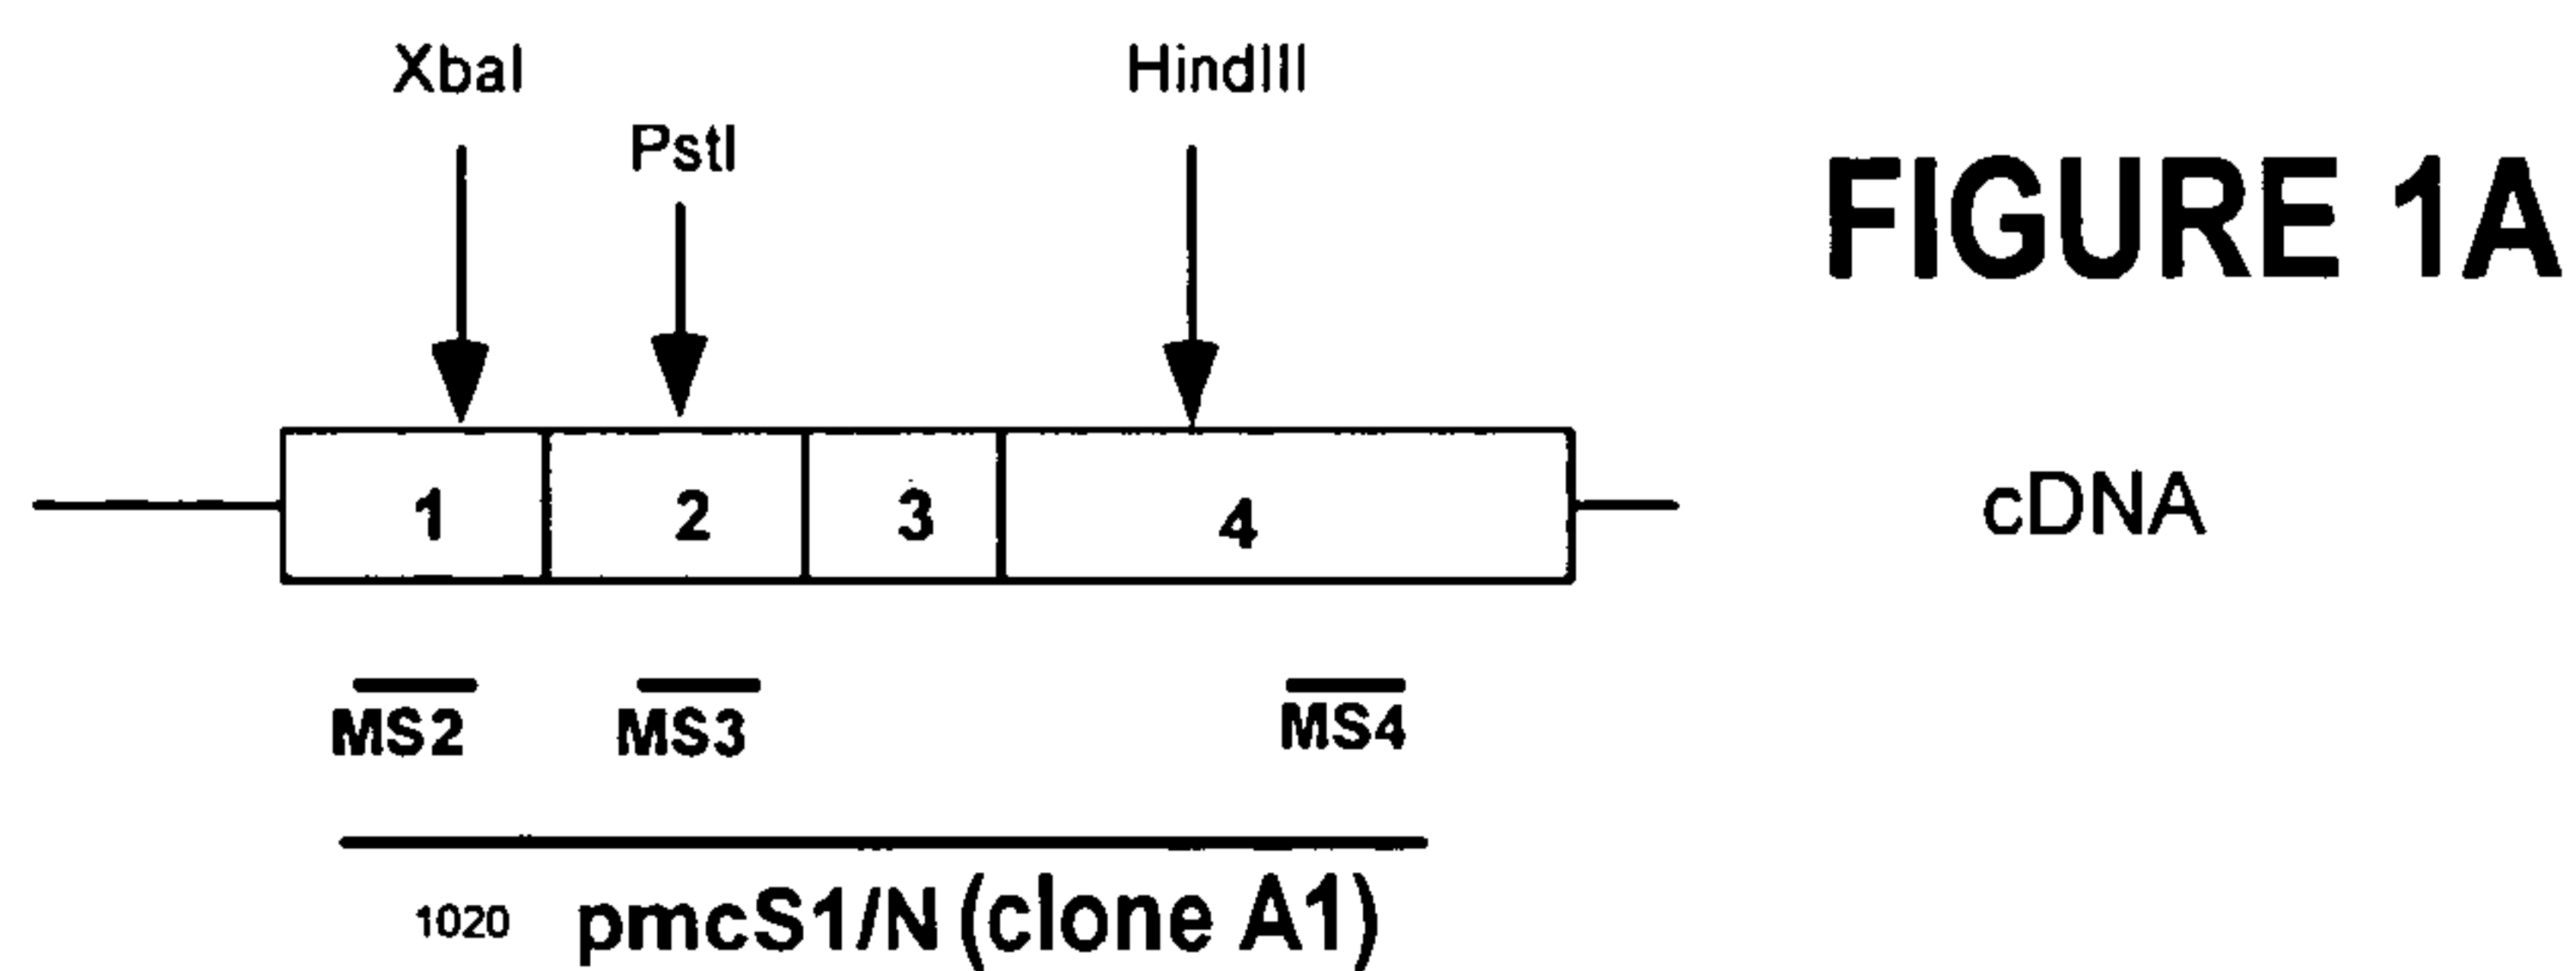 XbaI
HindIII
PstI
FIGURE 1A
1 2 3 4
cDNA
MS2 MS3 MS4
1020 pmcS1/N (clone A1)